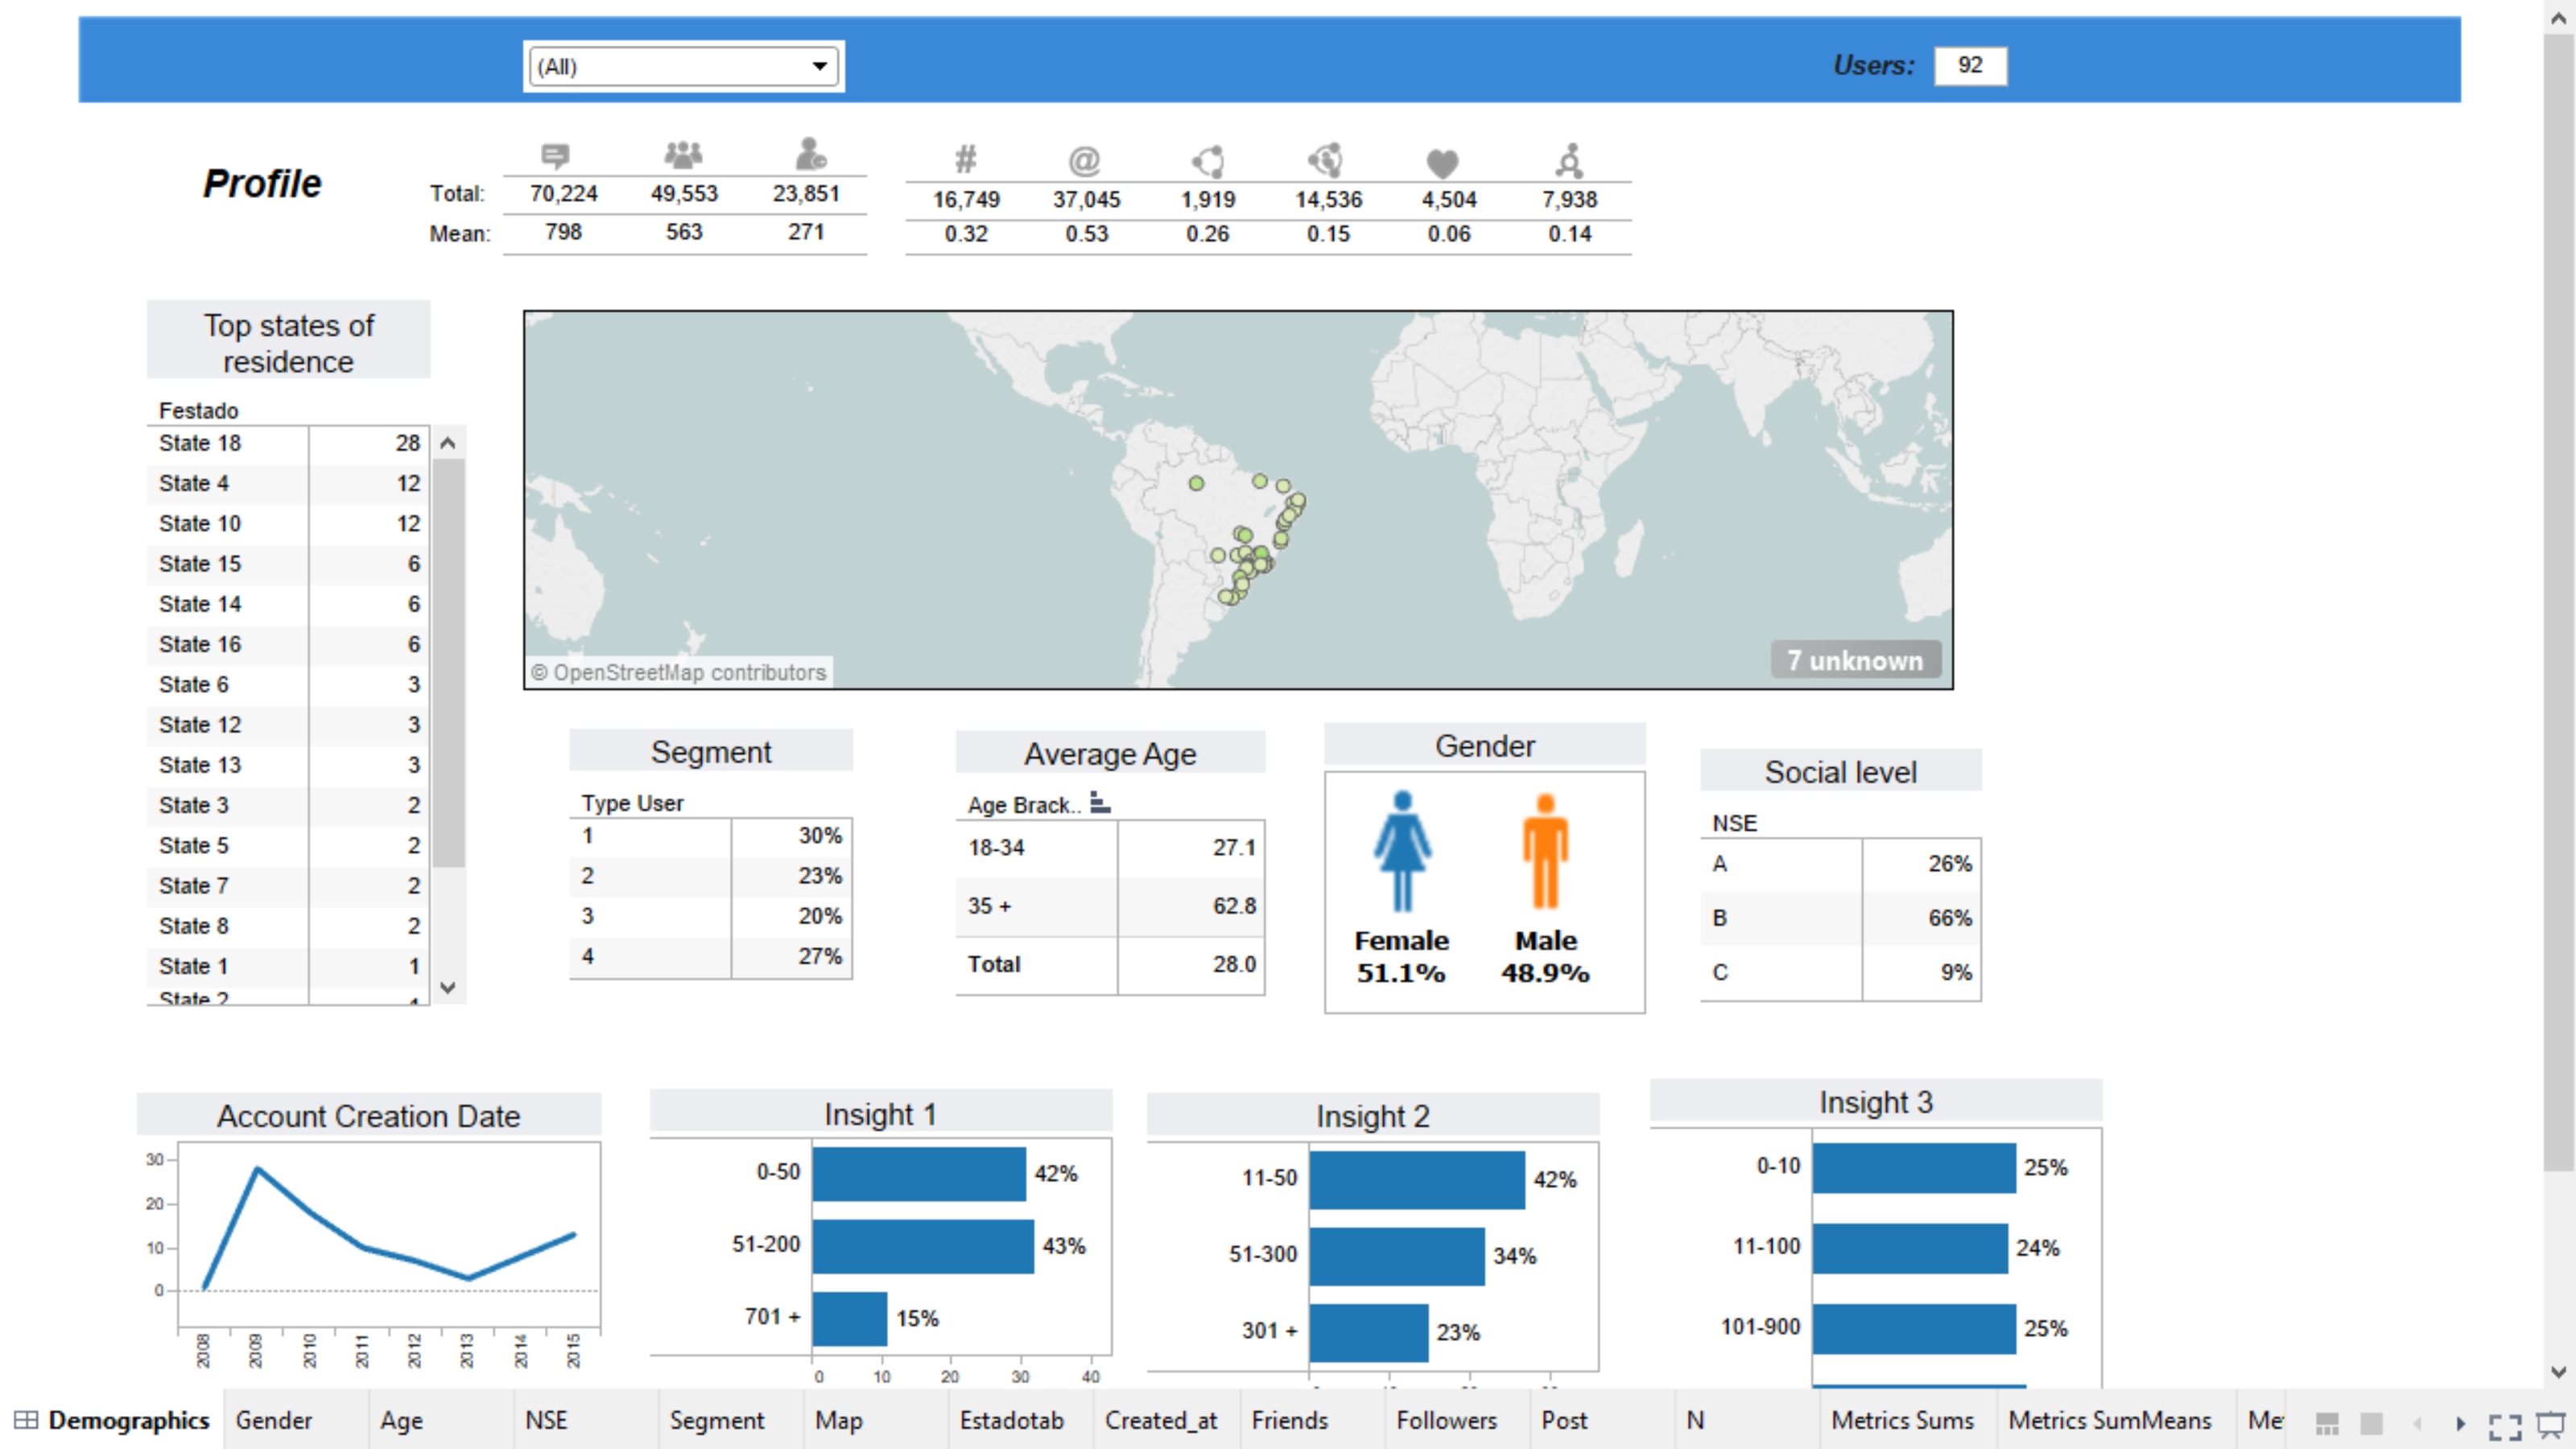 (All)
Users: 92
Profile
Total: 70,224 49,553 23,851 16,749 37,045 1,919 14,536 4,504 7,938
Mean: 798 563 271 0.32 0.53 0.26 0.15 0.06 0.14
# @
Top states of
residence
Festado
State 18 28
State 4 12
State 10 12
State 15 6
State 14 6
State 16 6
State 6 3
State 12 3
State 13 3
State 3 2
State 5 2
State 7 2
State 8 2
State 1 1
State 2 1
© OpenStreetMap contributors
7 unknown
Segment
Type User
1 30%
2 23%
3 20%
4 27%
Average Age
Age Brack..
18-34 27.1
35 + 62.8
Total 28.0
Gender
Female Male
51.1% 48.9%
Social level
NSE
A 26%
B 66%
C 9%
Account Creation Date
30
20
10
0
2008 2009 2010 2011 2012 2013 2014 2015
Insight 1
0-50 42%
51-200 43%
701 + 15%
0 10 20 30 40
Insight 2
11-50 42%
51-300 34%
301 + 23%
Insight 3
0-10 25%
11-100 24%
101-900 25%
Demographics Gender Age NSE Segment Map Estadotab Created_at Friends Followers Post N Metrics Sums Metrics SumMeans Me